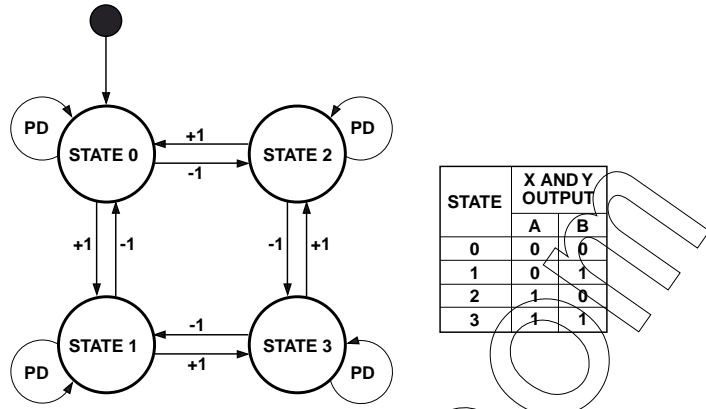 PD
PD
STATE 0
+1
-1
STATE 2
+1
-1
-1
+1
STATE 1
-1
+1
STATE 3
PD
PD
STATE
X AND Y
OUTPUT
A
B
0 0 0
1 0 1
2 1 0
3 1 1
om